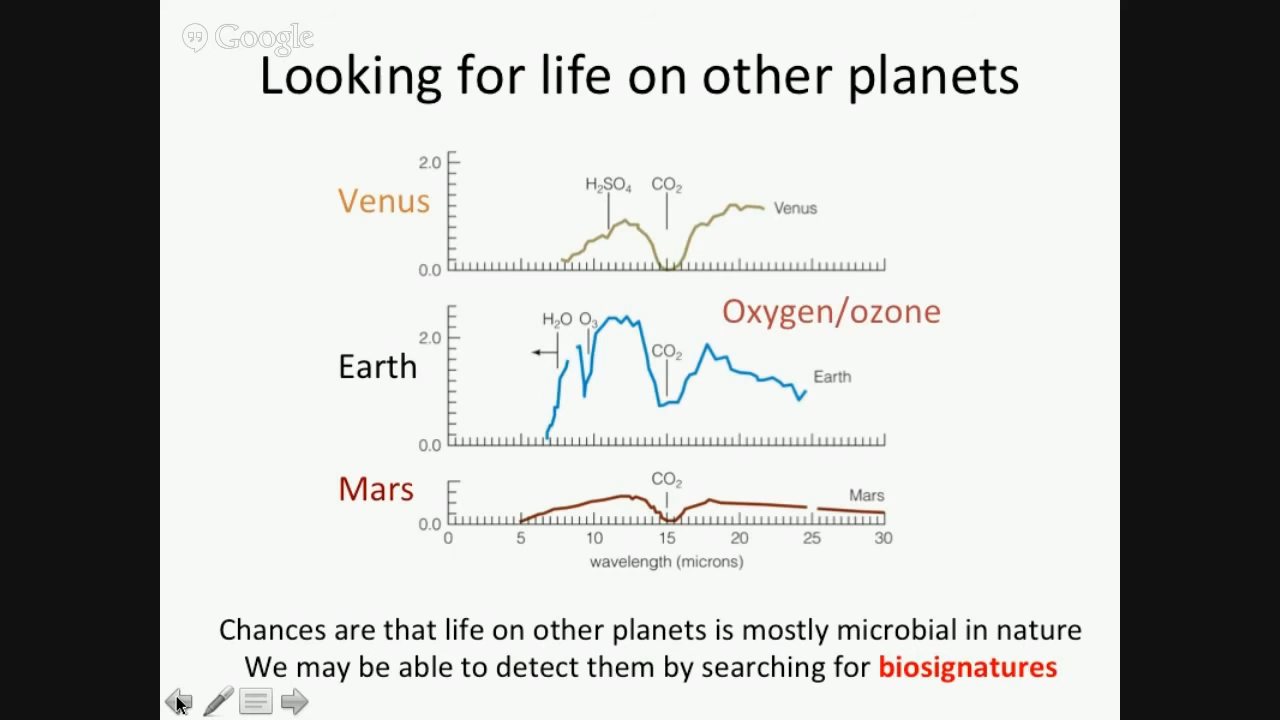 Google
Looking for life on other planets
2.0
H₂SO₄ CO₂
Venus
Venus
0.0
Oxygen/ozone
H₂O O₃
2.0
CO₂
Earth
Earth
0.0
CO₂
Mars
Mars
0.0
0 5 10 15 20 25 30
wavelength (microns)
Chances are that life on other planets is mostly microbial in nature
We may be able to detect them by searching for biosignatures